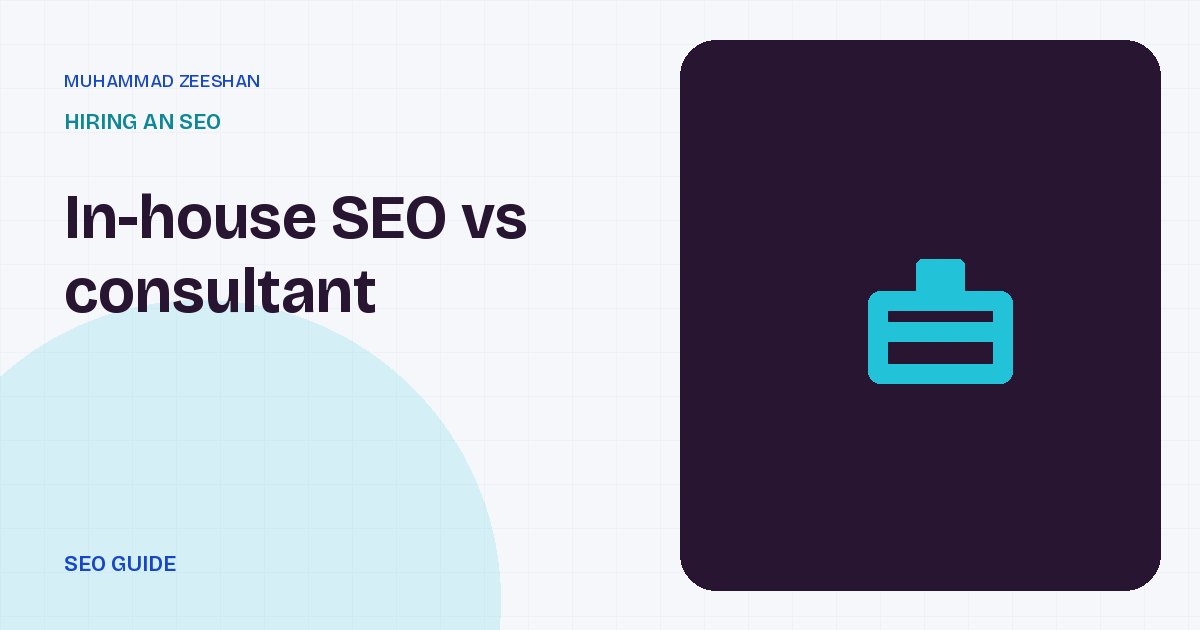 MUHAMMAD ZEESHAN
HIRING AN SEO
In-house SEO vs
consultant
SEO GUIDE